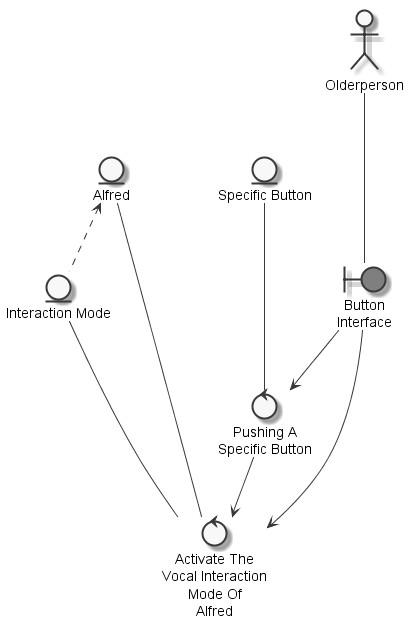 Olderperson
Alfred
Specific Button
Interaction Mode
Button
Interface
Pushing A
Specific Button
Activate The
Vocal Interaction
Mode Of
Alfred